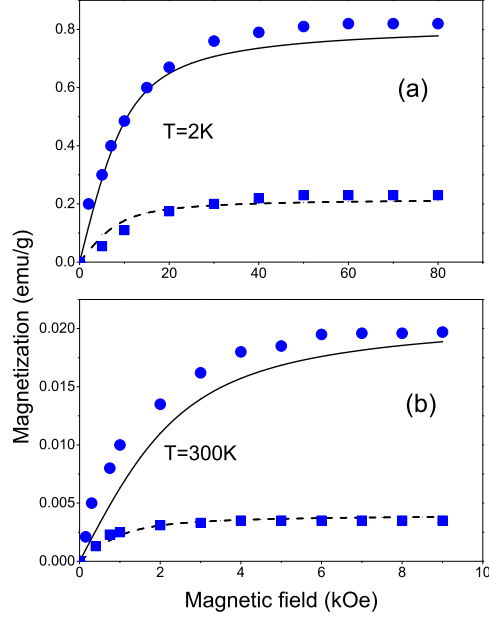 0.8
0.6
0.4
0.2
0.0
(a)
T=2K
0 20 40 60 80
Magnetization (emu/g)
0.020
0.015
0.010
0.005
0.000
(b)
T=300K
0 2 4 6 8 10
Magnetic field (kOe)